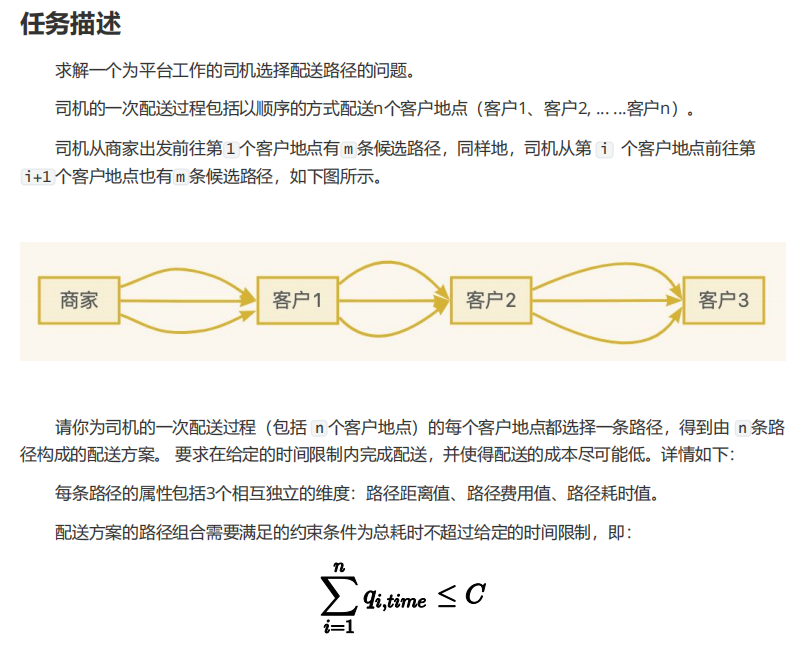 任务描述
求解一个为平台工作的司机选择配送路径的问题。
司机的一次配送过程包括以顺序的方式配送n个客户地点（客户1、客户2, ... ...客户n）。
司机从商家出发前往第 1 个客户地点有 m 条候选路径，同样地，司机从第 i 个客户地点前往第
i+1 个客户地点也有 m 条候选路径，如下图所示。
商家 客户1 客户2 客户3
请你为司机的一次配送过程（包括 n 个客户地点）的每个客户地点都选择一条路径，得到由 n 条路
径构成的配送方案。 要求在给定的时间限制内完成配送，并使得配送的成本尽可能低。详情如下：
每条路径的属性包括3个相互独立的维度：路径距离值、路径费用值、路径耗时值。
配送方案的路径组合需要满足的约束条件为总耗时不超过给定的时间限制，即：
n
∑ q_{i,time} ≤ C
i=1